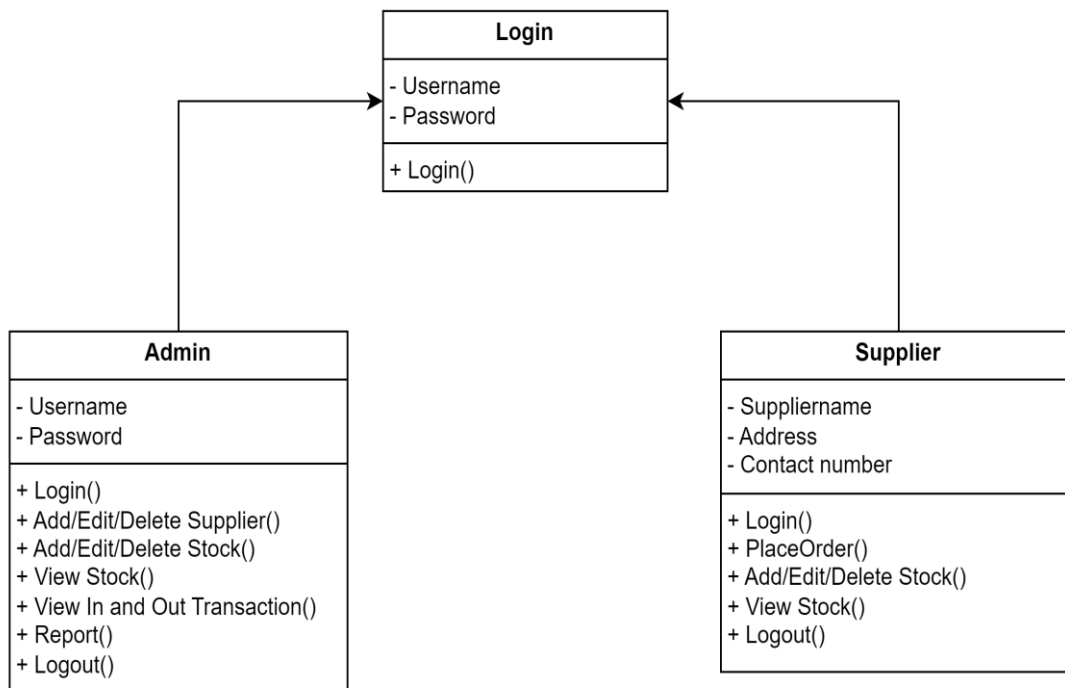 Login
- Username
- Password
+ Login()
Admin
- Username
- Password
+ Login()
+ Add/Edit/Delete Supplier()
+ Add/Edit/Delete Stock()
+ View Stock()
+ View In and Out Transaction()
+ Report()
+ Logout()
Supplier
- Suppliername
- Address
- Contact number
+ Login()
+ PlaceOrder()
+ Add/Edit/Delete Stock()
+ View Stock()
+ Logout()